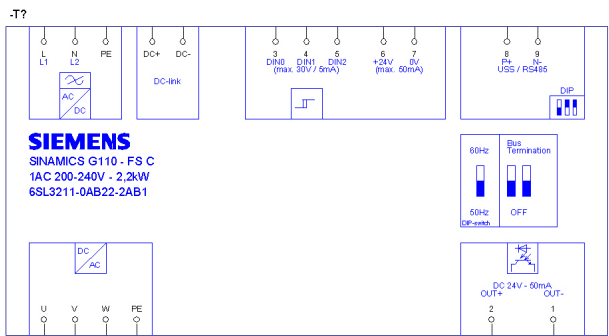 -T?
L N PE DC+ DC- 3 4 5 6 7 8 9
L1 L2 DIN0 DIN1 DIN5 +24V 0V P+ N-
DC-link (max. 30V / 5mA) (max. 50mA) USS / RS485
AC
DC
DIP
SIEMENS
SINAMICS G110 - FS C
1AC 200-240V - 2,2kW
6SL3211-0AB22-2AB1
60Hz Bus
Termination
50Hz OFF
DIP-switch
DC
AC
DC 24V - 50mA
OUT+ OUT-
U V W PE 2 1